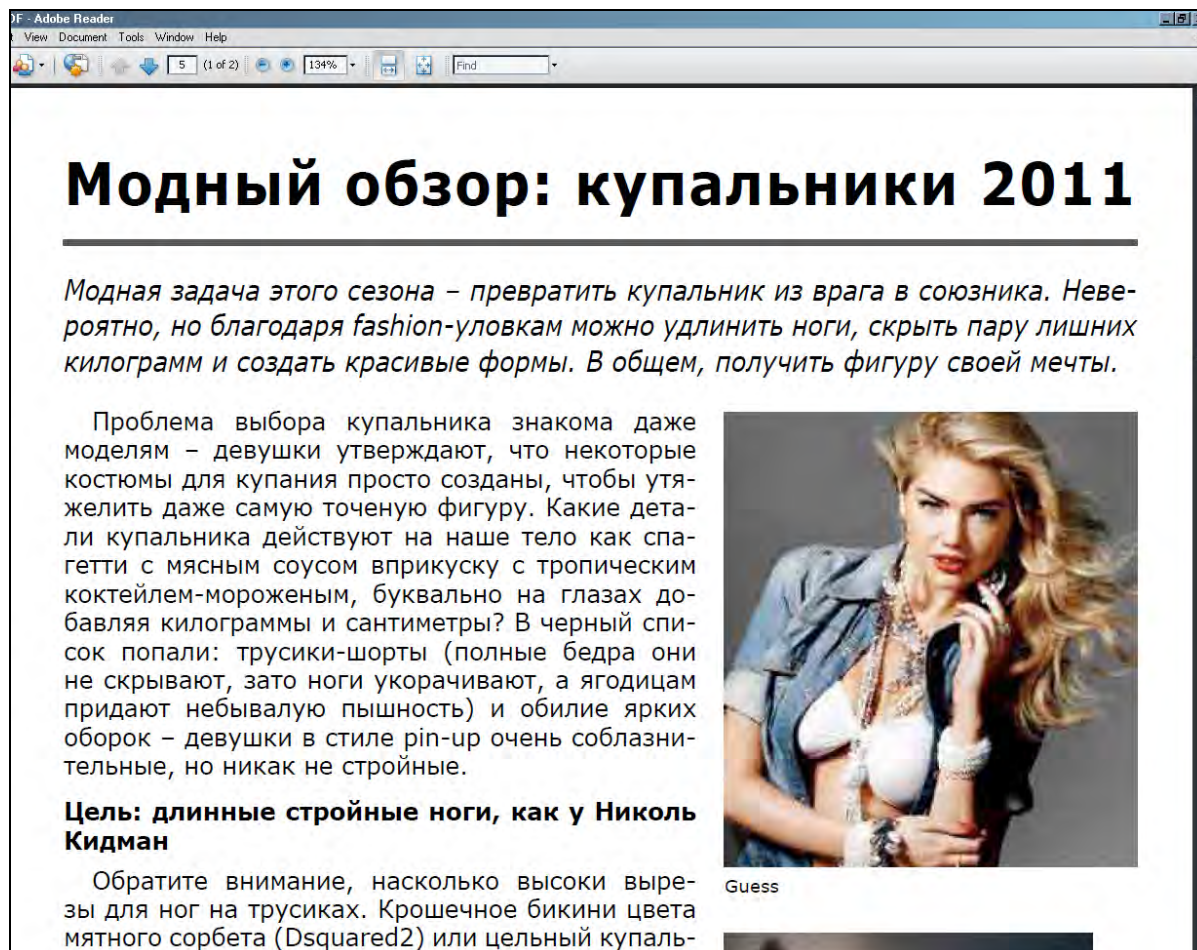 DF - Adobe Reader
View Document Tools Window Help
5 (1 of 2) 134% Find
Модный обзор: купальники 2011
Модная задача этого сезона – превратить купальник из врага в союзника. Неве-
роятно, но благодаря fashion-уловкам можно удлинить ноги, скрыть пару лишних
килограмм и создать красивые формы. В общем, получить фигуру своей мечты.
Проблема выбора купальника знакома даже
моделям – девушки утверждают, что некоторые
костюмы для купания просто созданы, чтобы утя-
желить даже самую точеную фигуру. Какие дета-
ли купальника действуют на наше тело как спа-
гетти с мясным соусом вприкуску с тропическим
коктейлем-мороженым, буквально на глазах до-
бавляя килограммы и сантиметры? В черный спи-
сок попали: трусики-шорты (полные бедра они
не скрывают, зато ноги укорачивают, а ягодицам
придают небывалую пышность) и обилие ярких
оборок – девушки в стиле pin-up очень соблазни-
тельные, но никак не стройные.
Цель: длинные стройные ноги, как у Николь
Кидман
Обратите внимание, насколько высоки выре-
зы для ног на трусиках. Крошечное бикини цвета
мятного сорбета (Dsquared2) или цельный купаль-
Guess